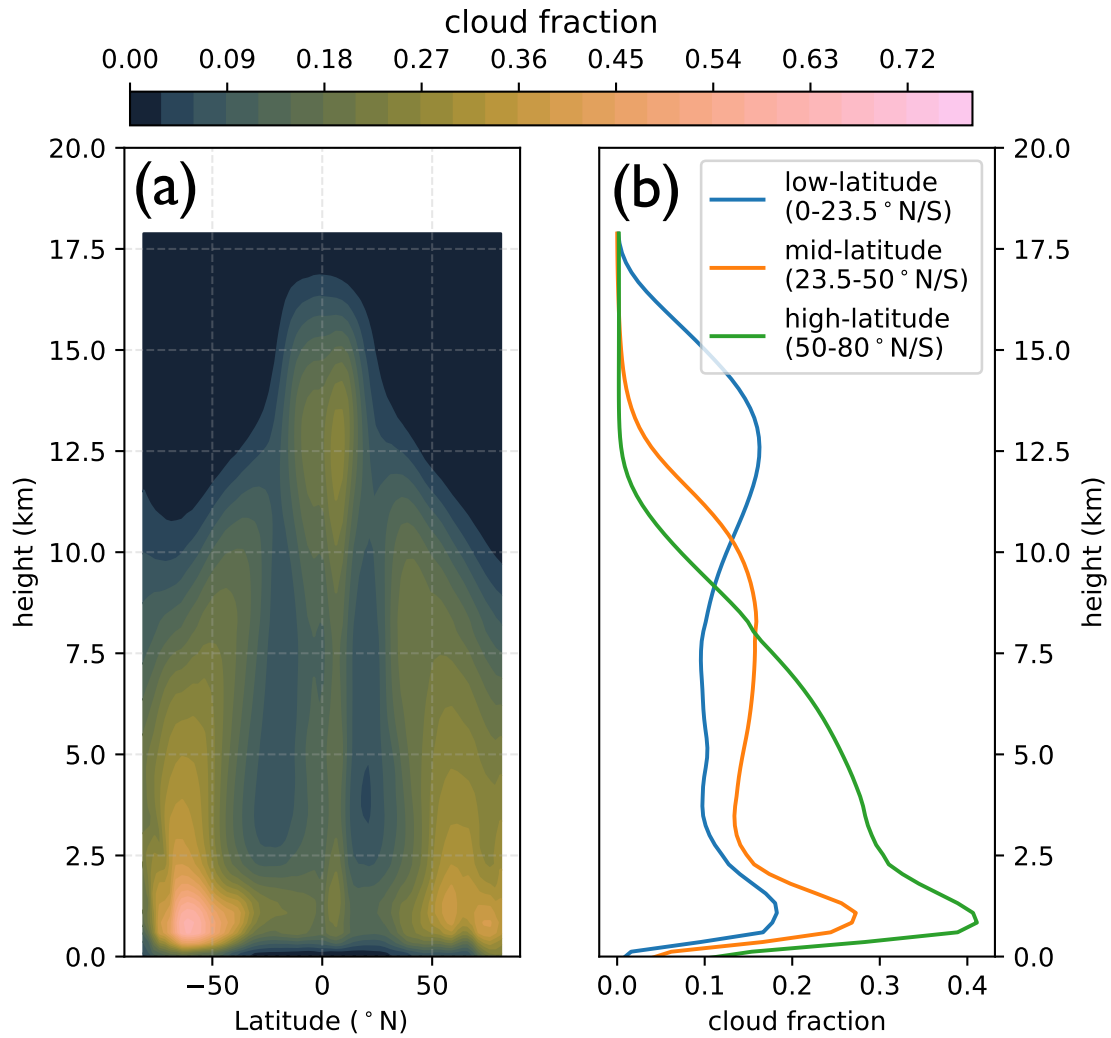 cloud fraction
0.00 0.09 0.18 0.27 0.36 0.45 0.54 0.63 0.72
(a)
20.0
17.5
15.0
12.5
10.0
7.5
5.0
2.5
0.0
height (km)
−50 0 50
Latitude (°N)
(b)
low-latitude
(0-23.5°N/S)
mid-latitude
(23.5-50°N/S)
high-latitude
(50-80°N/S)
20.0
17.5
15.0
12.5
10.0
7.5
5.0
2.5
0.0
height (km)
0.0 0.1 0.2 0.3 0.4
cloud fraction